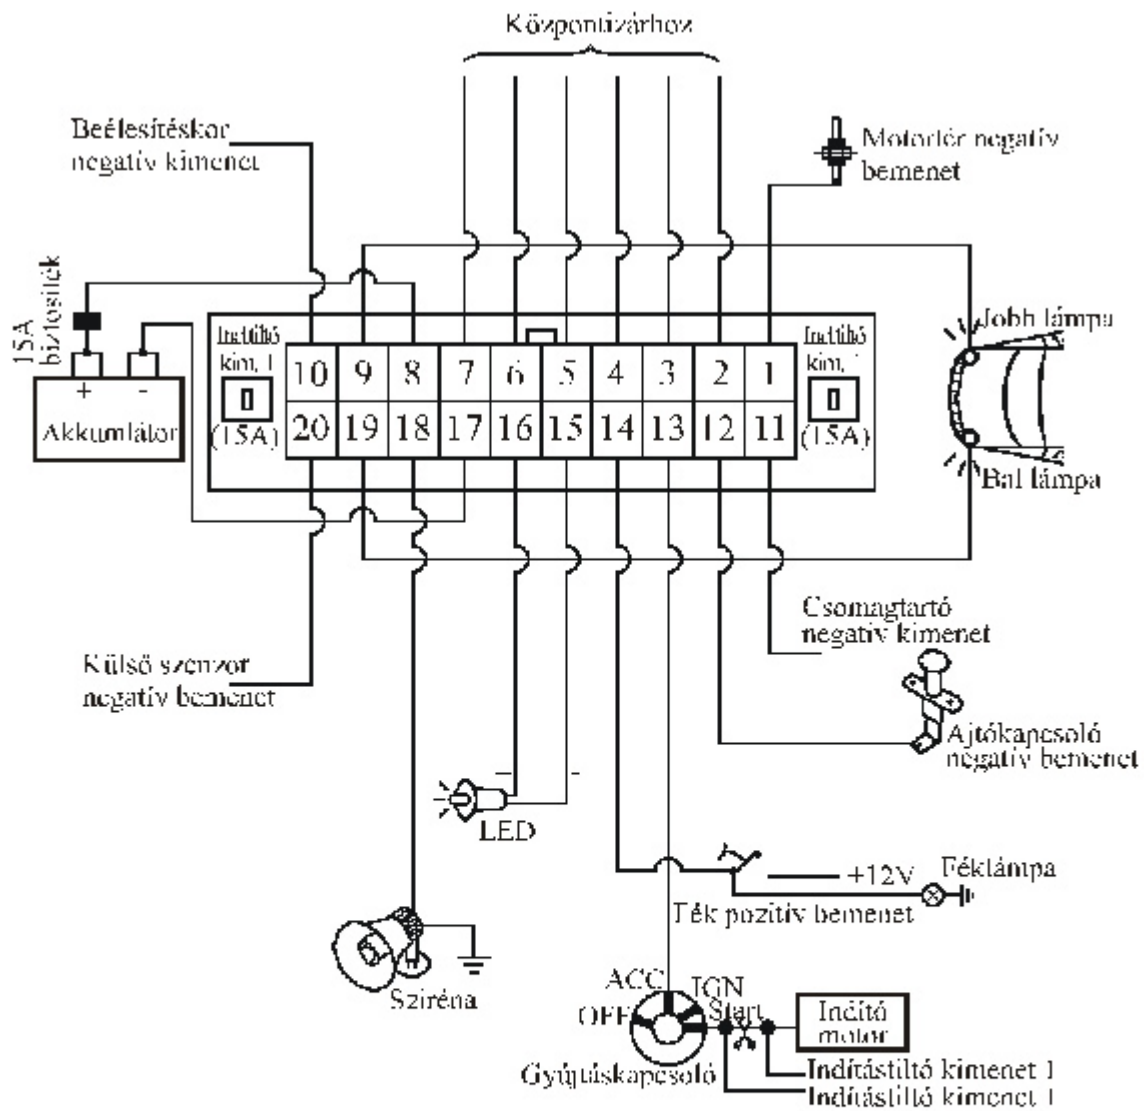 Központizárhoz
Beélesítéskor
negatív kimenet
Motortér negatív
bemenet
15A
biztosíték
+
-
Akkumlátor
kim, 1
(15A)
10 9 8 7 6 5 4 3 2 1
20 19 18 17 16 15 14 13 12 11
kim,
(15A)
Jobb lámpa
Bal lámpa
Csomagtartó
negatív kimenet
Külső szenzor
negatív bemenet
Ajtókapcsoló
negatív bemenet
LED
+12V
Féklámpa
Fék pozitív bemenet
Sziréna
ACC
IGN
OFF
Start
Indító
motor
Gyújtáskapcsoló
Indítástiltó kimenet 1
Indítástiltó kimenet 1